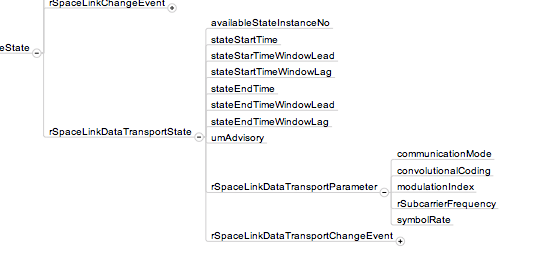 rSpaceLinkChangeEvent
eState
availableStateInstanceNo
stateStartTime
stateStarTimeWindowLead
stateStartTimeWindowLag
stateEndTime
stateEndTimeWindowLead
stateEndTimeWindowLag
rSpaceLinkDataTransportState
umAdvisory
communicationMode
convolutionalCoding
rSpaceLinkDataTransportParameter
modulationIndex
rSubcarrierFrequency
symbolRate
rSpaceLinkDataTransportChangeEvent